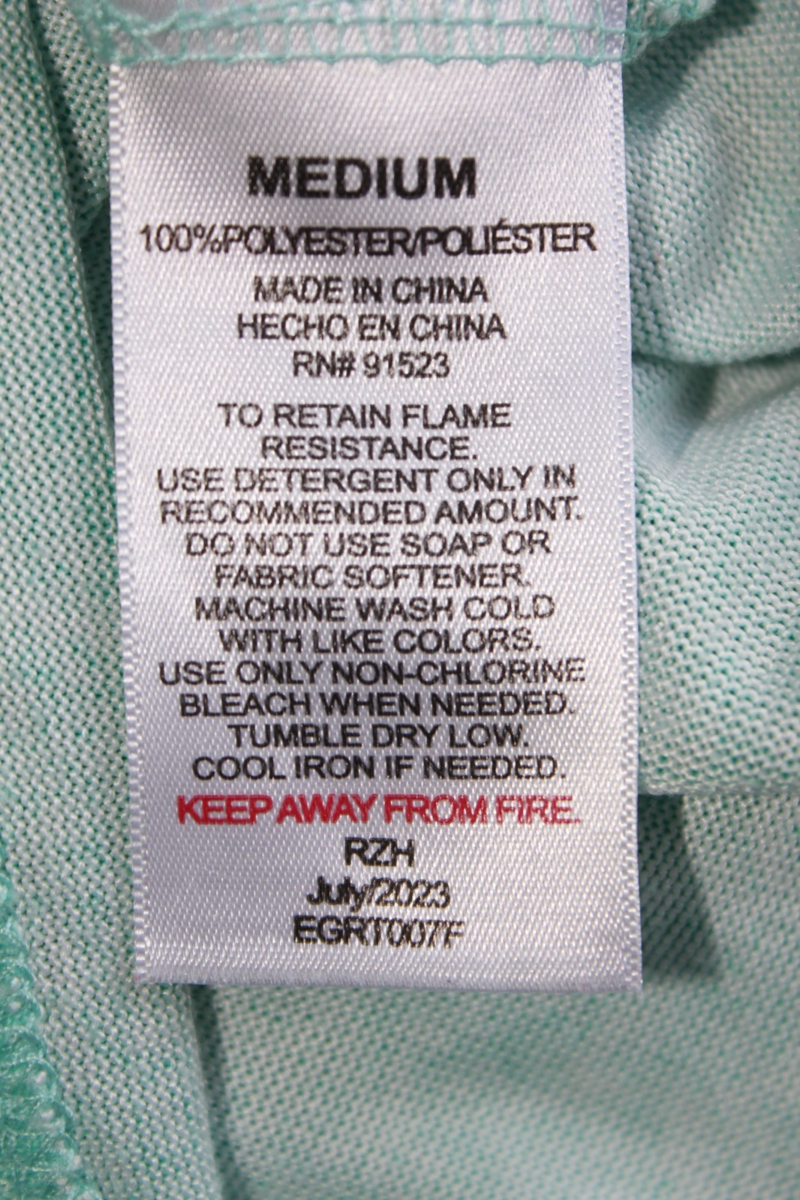 MEDIUM
100%POLYESTER/POLIÉSTER
MADE IN CHINA
HECHO EN CHINA
RN# 91523
TO RETAIN FLAME
RESISTANCE.
USE DETERGENT ONLY IN
RECOMMENDED AMOUNT.
DO NOT USE SOAP OR
FABRIC SOFTENER.
MACHINE WASH COLD
WITH LIKE COLORS.
USE ONLY NON-CHLORINE
BLEACH WHEN NEEDED.
TUMBLE DRY LOW.
COOL IRON IF NEEDED.
KEEP AWAY FROM FIRE.
RZH
July/2023
EGRT007F